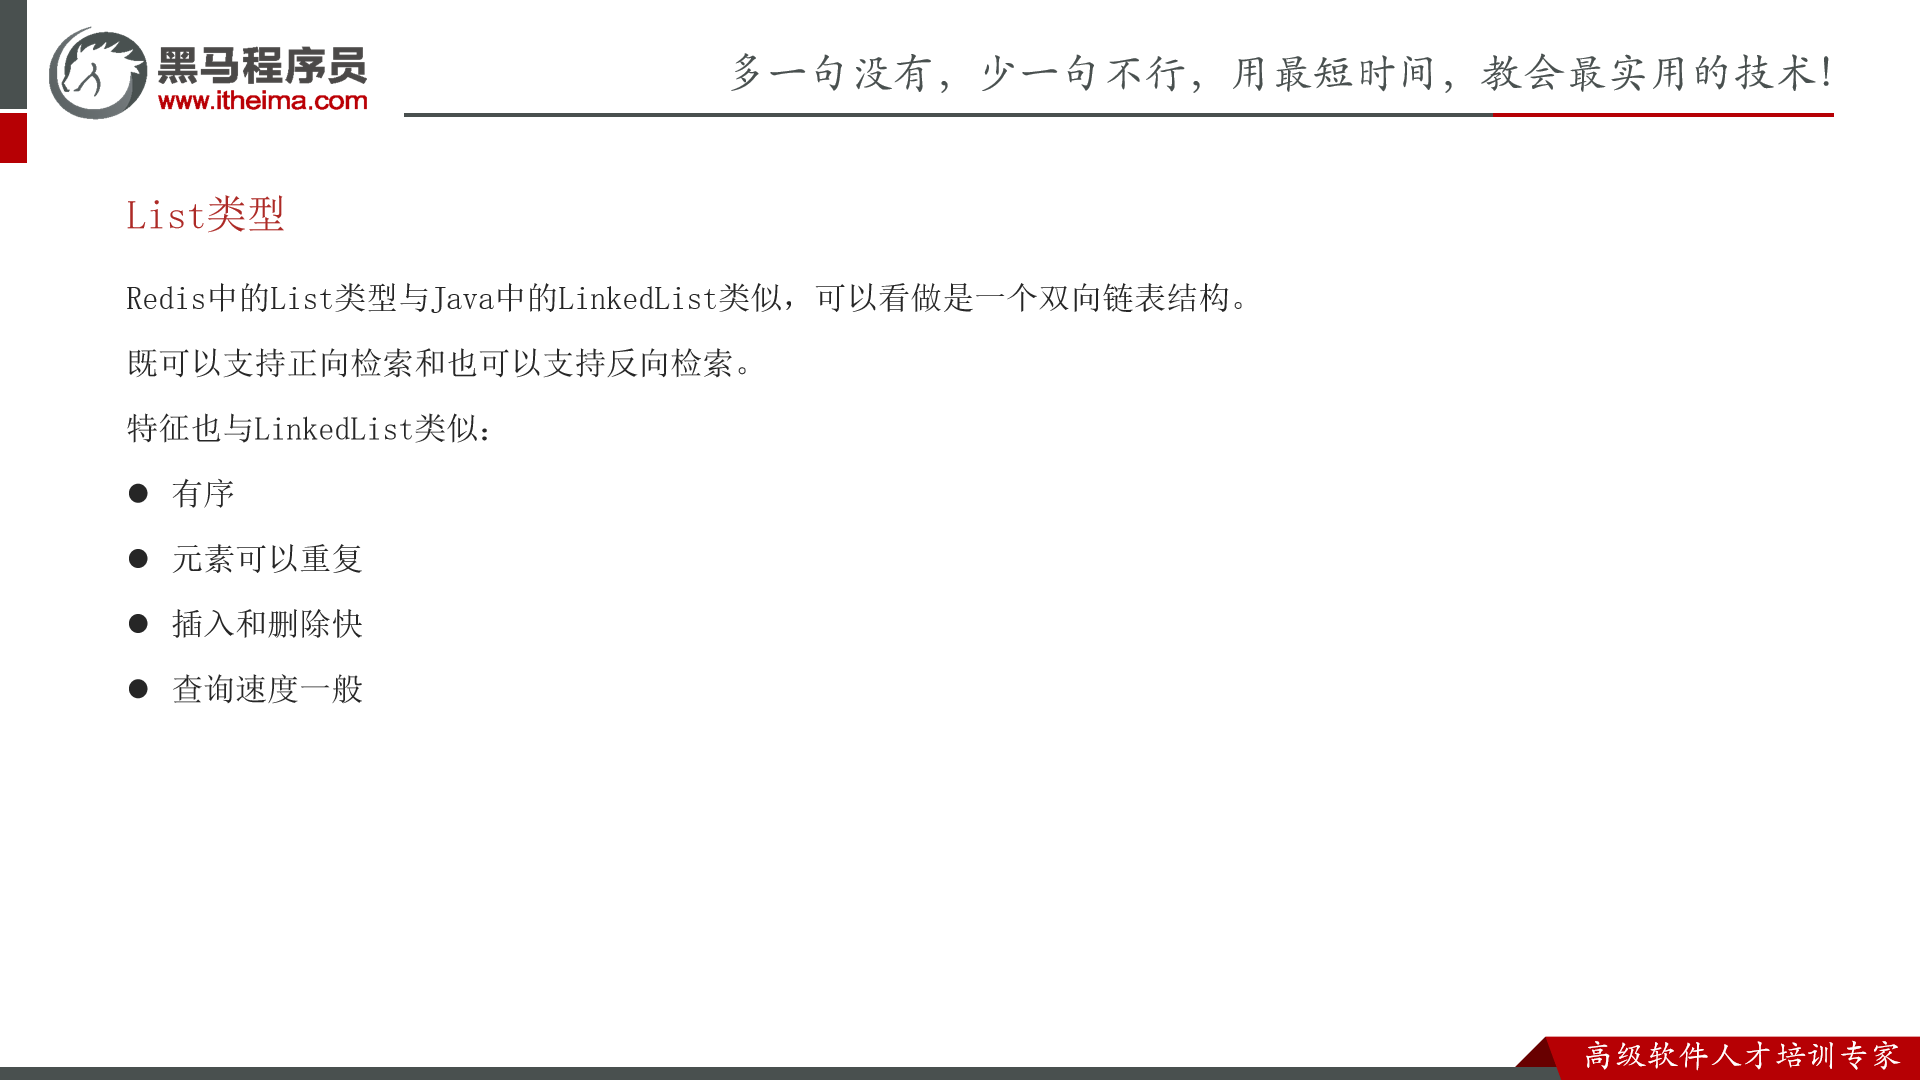 黑马程序员
www.itheima.com
多一句没有，少一句不行，用最短时间，教会最实用的技术！
List类型
Redis中的List类型与Java中的LinkedList类似，可以看做是一个双向链表结构。
既可以支持正向检索和也可以支持反向检索。
特征也与LinkedList类似：
● 有序
● 元素可以重复
● 插入和删除快
● 查询速度一般
高级软件人才培训专家